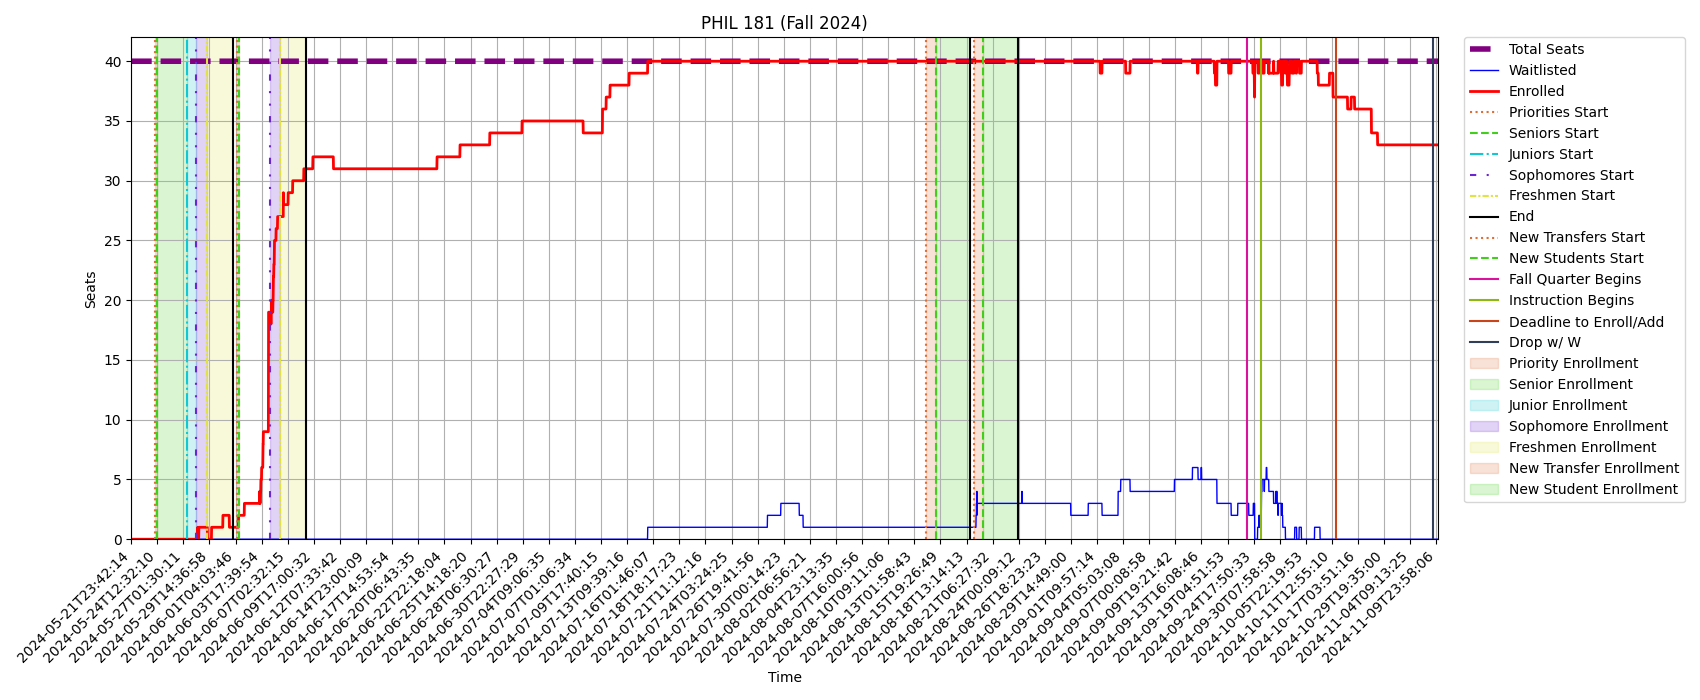 PHIL 181 (Fall 2024)
Seats
40
35
30
25
20
15
10
5
0
2024-05-21T23:42:14
2024-05-24T12:32:10
2024-05-27T01:30:11
2024-05-29T14:36:58
2024-06-01T04:03:46
2024-06-03T17:39:54
2024-06-07T02:32:15
2024-06-09T17:00:32
2024-06-12T07:33:42
2024-06-14T23:00:09
2024-06-17T14:53:54
2024-06-20T06:43:35
2024-06-22T22:18:04
2024-06-25T14:18:20
2024-06-28T06:30:27
2024-06-30T22:27:29
2024-07-04T09:06:35
2024-07-07T01:06:34
2024-07-09T17:40:15
2024-07-13T09:39:16
2024-07-16T01:46:07
2024-07-18T18:17:23
2024-07-21T11:12:16
2024-07-24T03:24:25
2024-07-26T19:41:56
2024-07-30T00:14:23
2024-08-02T06:56:21
2024-08-04T23:13:35
2024-08-07T16:00:56
2024-08-10T09:11:06
2024-08-13T01:58:43
2024-08-15T19:26:49
2024-08-18T13:14:13
2024-08-21T06:27:32
2024-08-24T00:09:12
2024-08-26T18:23:23
2024-08-29T14:49:00
2024-09-01T09:57:14
2024-09-04T05:03:08
2024-09-07T00:08:58
2024-09-09T19:21:42
2024-09-13T16:08:46
2024-09-19T04:51:53
2024-09-24T17:50:33
2024-09-30T07:58:58
2024-10-05T22:19:53
2024-10-11T12:55:10
2024-10-17T03:51:16
2024-10-29T19:35:00
2024-11-04T09:13:25
2024-11-09T23:58:06
Time
Total Seats
Waitlisted
Enrolled
Priorities Start
Seniors Start
Juniors Start
Sophomores Start
Freshmen Start
End
New Transfers Start
New Students Start
Fall Quarter Begins
Instruction Begins
Deadline to Enroll/Add
Drop w/ W
Priority Enrollment
Senior Enrollment
Junior Enrollment
Sophomore Enrollment
Freshmen Enrollment
New Transfer Enrollment
New Student Enrollment